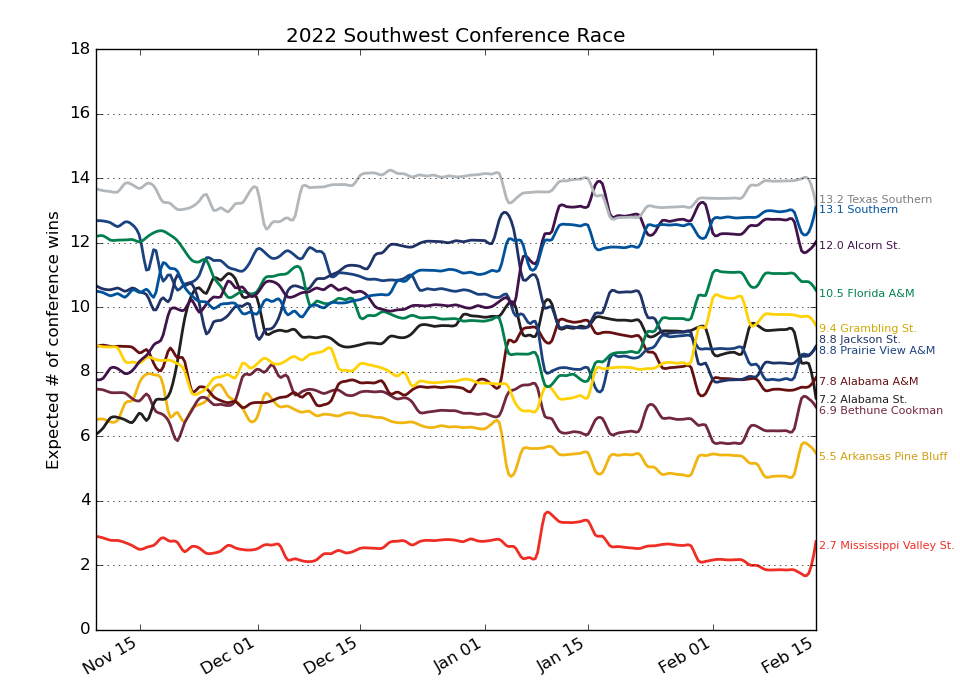 2022 Southwest Conference Race
Expected # of conference wins
18
16
14
12
10
8
6
4
2
0
13.2 Texas Southern
13.1 Southern
12.0 Alcorn St.
10.5 Florida A&M
9.4 Grambling St.
8.8 Jackson St.
8.8 Prairie View A&M
7.8 Alabama A&M
7.2 Alabama St.
6.9 Bethune Cookman
5.5 Arkansas Pine Bluff
2.7 Mississippi Valley St.
Nov 15
Dec 01
Dec 15
Jan 01
Jan 15
Feb 01
Feb 15